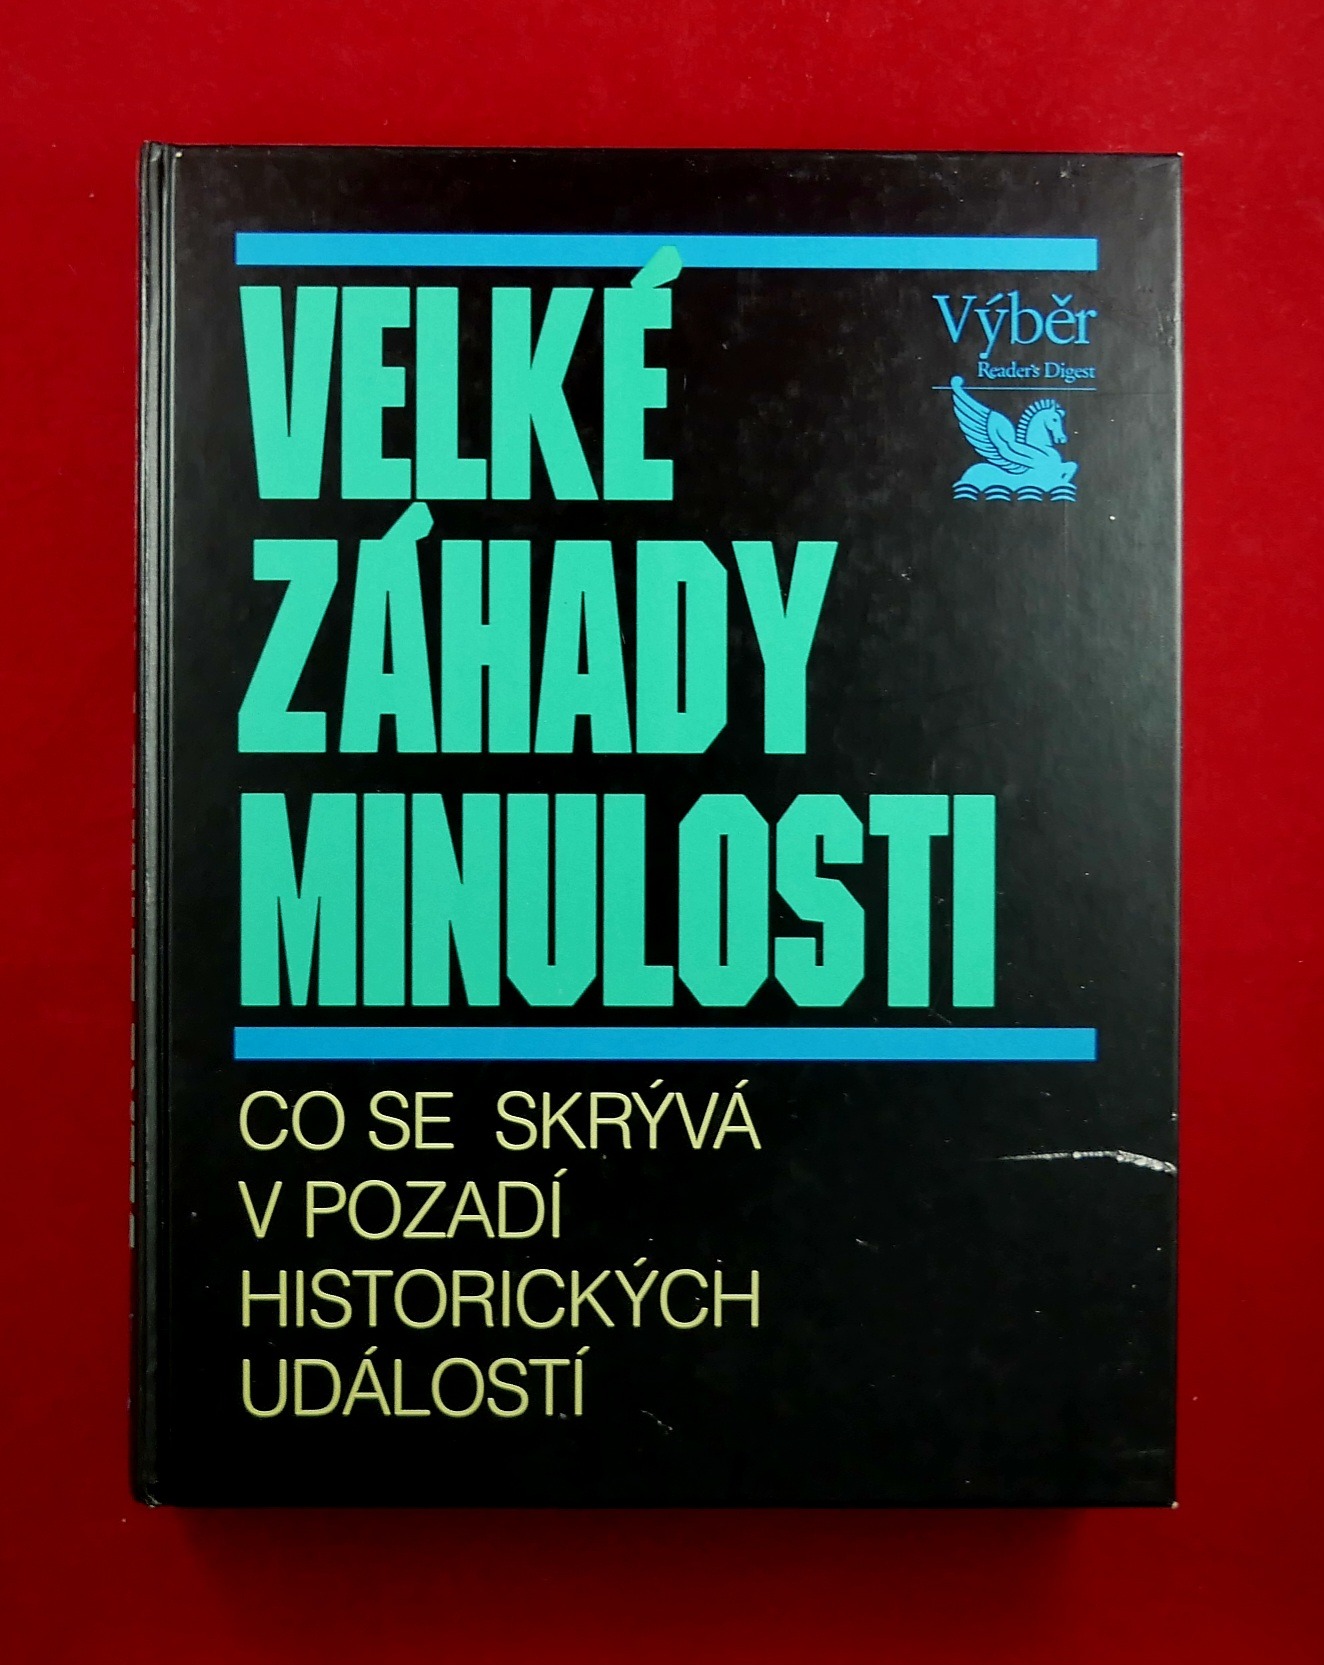 VELKÉ
Výběr
Reader's Digest
ZÁHADY
MINULOSTI
CO SE SKRÝVÁ
V POZADÍ
HISTORICKÝCH
UDÁLOSTÍ